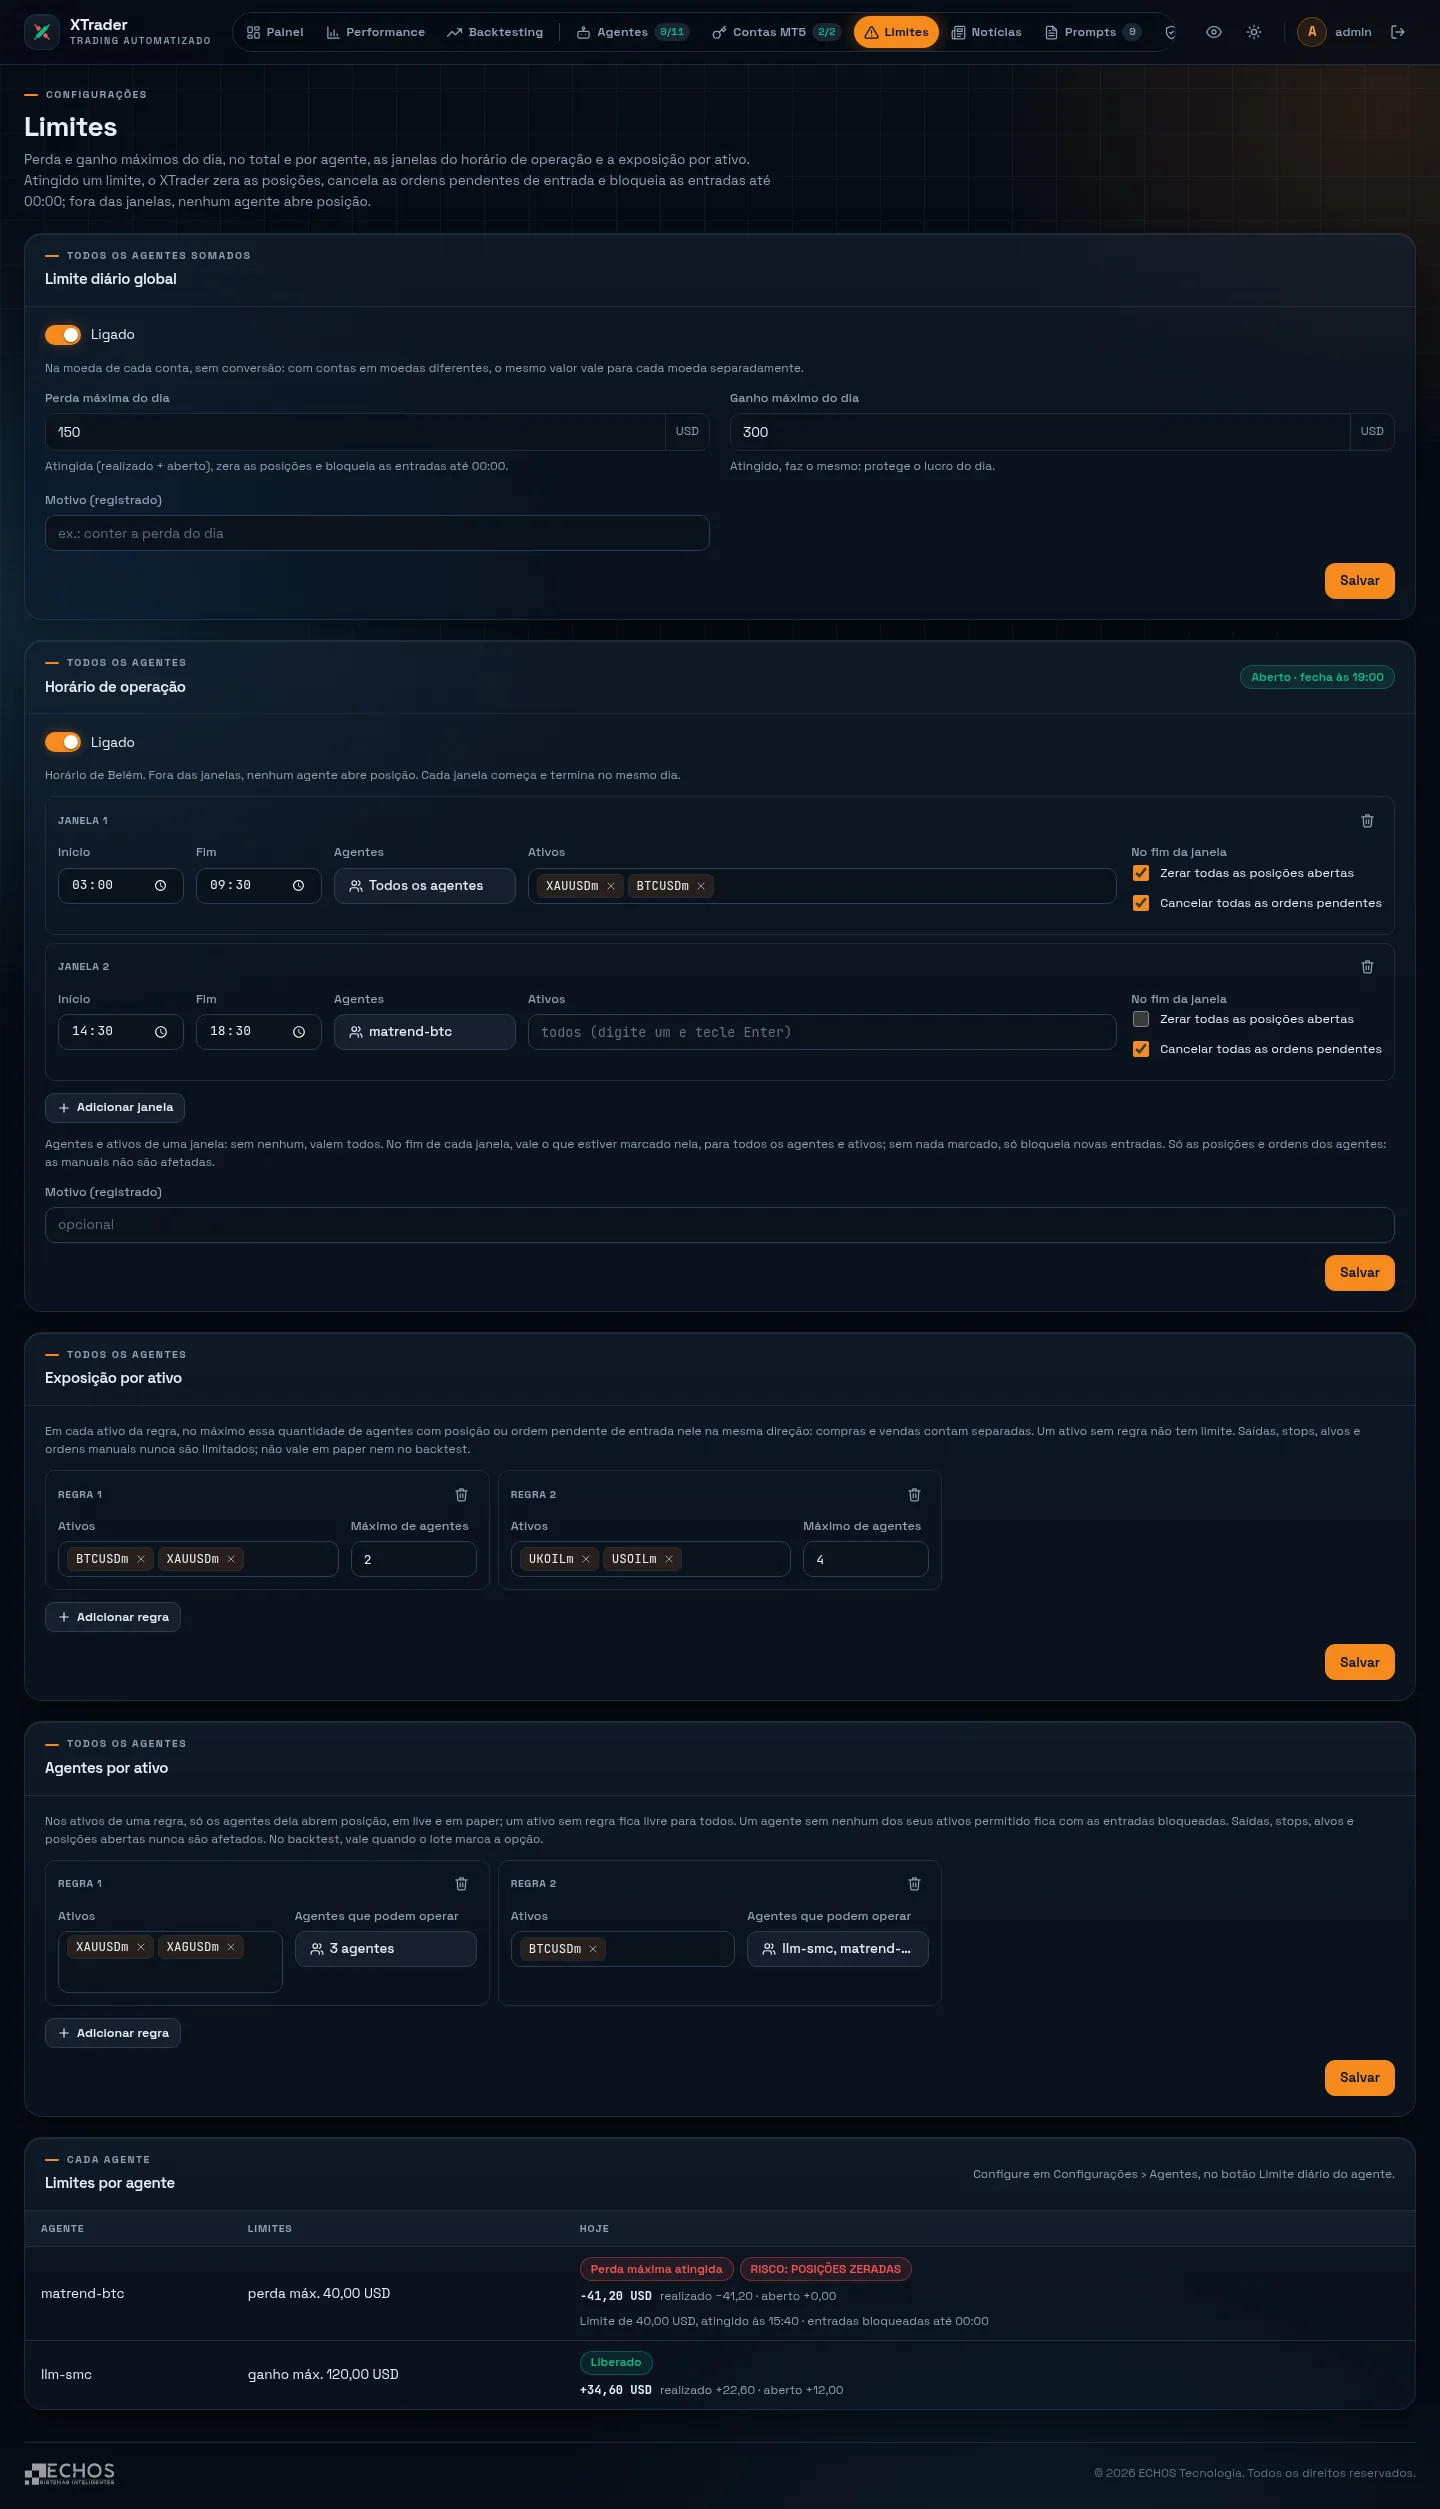 XTrader
TRADING AUTOMATIZADO
Painel
Performance
Backtesting
Agentes 9/11
Contas MT5 2/2
Limites
Notícias
Prompts 9
A admin
CONFIGURAÇÕES
Limites
Perda e ganho máximos do dia, no total e por agente, as janelas do horário de operação e a exposição por ativo.
Atingido um limite, o XTrader zera as posições, cancela as ordens pendentes de entrada e bloqueia as entradas até
00:00; fora das janelas, nenhum agente abre posição.
TODOS OS AGENTES SOMADOS
Limite diário global
Ligado
Na moeda de cada conta, sem conversão: com contas em moedas diferentes, o mesmo valor vale para cada moeda separadamente.
Perda máxima do dia
Ganho máximo do dia
150 USD
300 USD
Atingida (realizado + aberto), zera as posições e bloqueia as entradas até 00:00.
Atingido, faz o mesmo: protege o lucro do dia.
Motivo (registrado)
ex.: conter a perda do dia
Salvar
TODOS OS AGENTES
Horário de operação
Aberto · fecha às 19:00
Ligado
Horário de Belém. Fora das janelas, nenhum agente abre posição. Cada janela começa e termina no mesmo dia.
JANELA 1
Início
Fim
Agentes
Ativos
No fim da janela
03:00
09:30
Todos os agentes
XAUUSDm × BTCUSDm ×
Zerar todas as posições abertas
Cancelar todas as ordens pendentes
JANELA 2
Início
Fim
Agentes
Ativos
No fim da janela
14:30
18:30
matrend-btc
todos (digite um e tecle Enter)
Zerar todas as posições abertas
Cancelar todas as ordens pendentes
+ Adicionar janela
Agentes e ativos de uma janela: sem nenhum, valem todos. No fim de cada janela, vale o que estiver marcado nela, para todos os agentes e ativos; sem nada marcado, só bloqueia novas entradas. Só as posições e ordens dos agentes:
as manuais não são afetadas.
Motivo (registrado)
opcional
Salvar
TODOS OS AGENTES
Exposição por ativo
Em cada ativo da regra, no máximo essa quantidade de agentes com posição ou ordem pendente de entrada nele na mesma direção: compras e vendas contam separadas. Um ativo sem regra não tem limite. Saídas, stops, alvos e
ordens manuais nunca são limitados; não vale em paper nem no backtest.
REGRA 1
Ativos
Máximo de agentes
BTCUSDm × XAUUSDm ×
2
REGRA 2
Ativos
Máximo de agentes
UKOILm × USOILm ×
4
+ Adicionar regra
Salvar
TODOS OS AGENTES
Agentes por ativo
Nos ativos de uma regra, só os agentes dela abrem posição, em live e em paper; um ativo sem regra fica livre para todos. Um agente sem nenhum dos seus ativos permitido fica com as entradas bloqueadas. Saídas, stops, alvos e
posições abertas nunca são afetados. No backtest, vale quando o lote marca a opção.
REGRA 1
Ativos
Agentes que podem operar
XAUUSDm × XAGUSDm ×
3 agentes
REGRA 2
Ativos
Agentes que podem operar
BTCUSDm ×
llm-smc, matrend-...
+ Adicionar regra
Salvar
CADA AGENTE
Limites por agente
Configure em Configurações > Agentes, no botão Limite diário do agente.
AGENTE
LIMITES
HOJE
matrend-btc
perda máx. 40,00 USD
Perda máxima atingida
RISCO: POSIÇÕES ZERADAS
-41,20 USD realizado −41,20 · aberto +0,00
Limite de 40,00 USD, atingido às 15:40 · entradas bloqueadas até 00:00
llm-smc
ganho máx. 120,00 USD
Liberado
+34,60 USD realizado +22,60 · aberto +12,00
ECHOS
SISTEMAS INTELIGENTES
© 2026 ECHOS Tecnologia. Todos os direitos reservados.